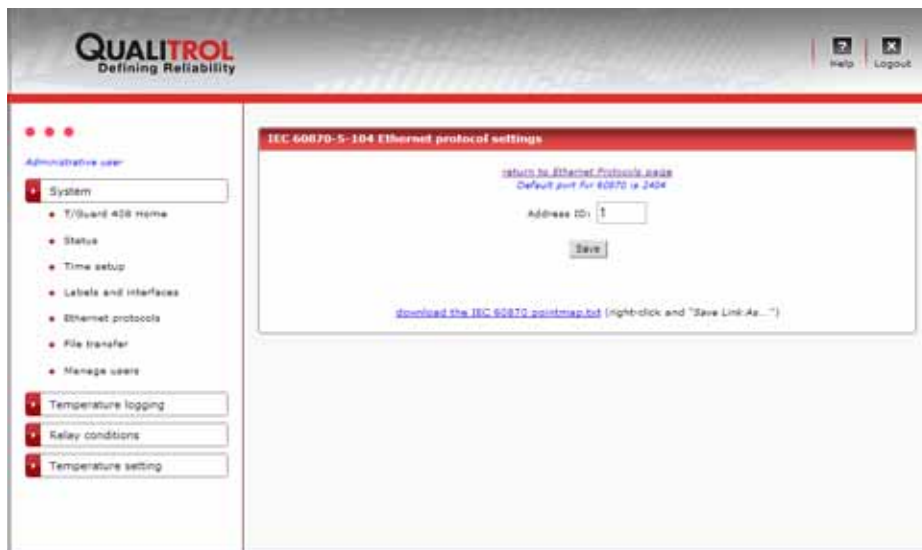 QUALITROL
Defining Reliability
? Help
X Logout
Administrative user
System
T/Guard 408 Home
Status
Time setup
Labels and interfaces
Ethernet protocols
File transfer
Manage users
Temperature logging
Relay conditions
Temperature setting
IEC 60870-5-104 Ethernet protocol settings
return to Ethernet Protocols page
Default port for 60870 is 2404
Address ID: 1
Save
download the IEC 60870 pointmap.txt (right-click and "Save Link As...")